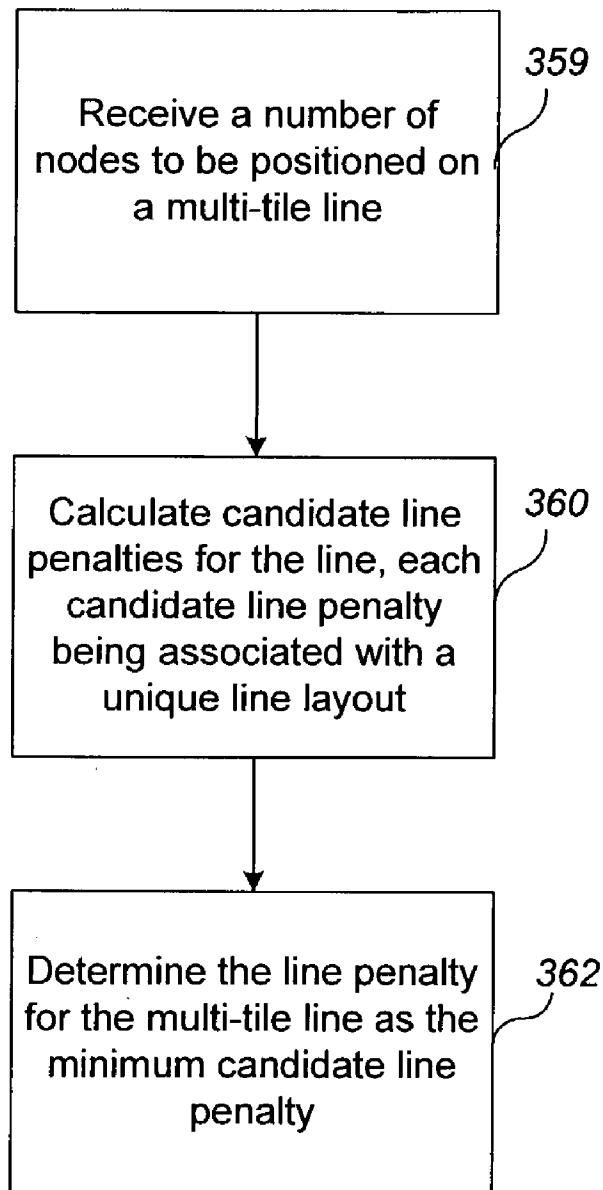 359
Receive a number of
nodes to be positioned on
a multi-tile line
360
Calculate candidate line
penalties for the line, each
candidate line penalty
being associated with a
unique line layout
362
Determine the line penalty
for the multi-tile line as the
minimum candidate line
penalty